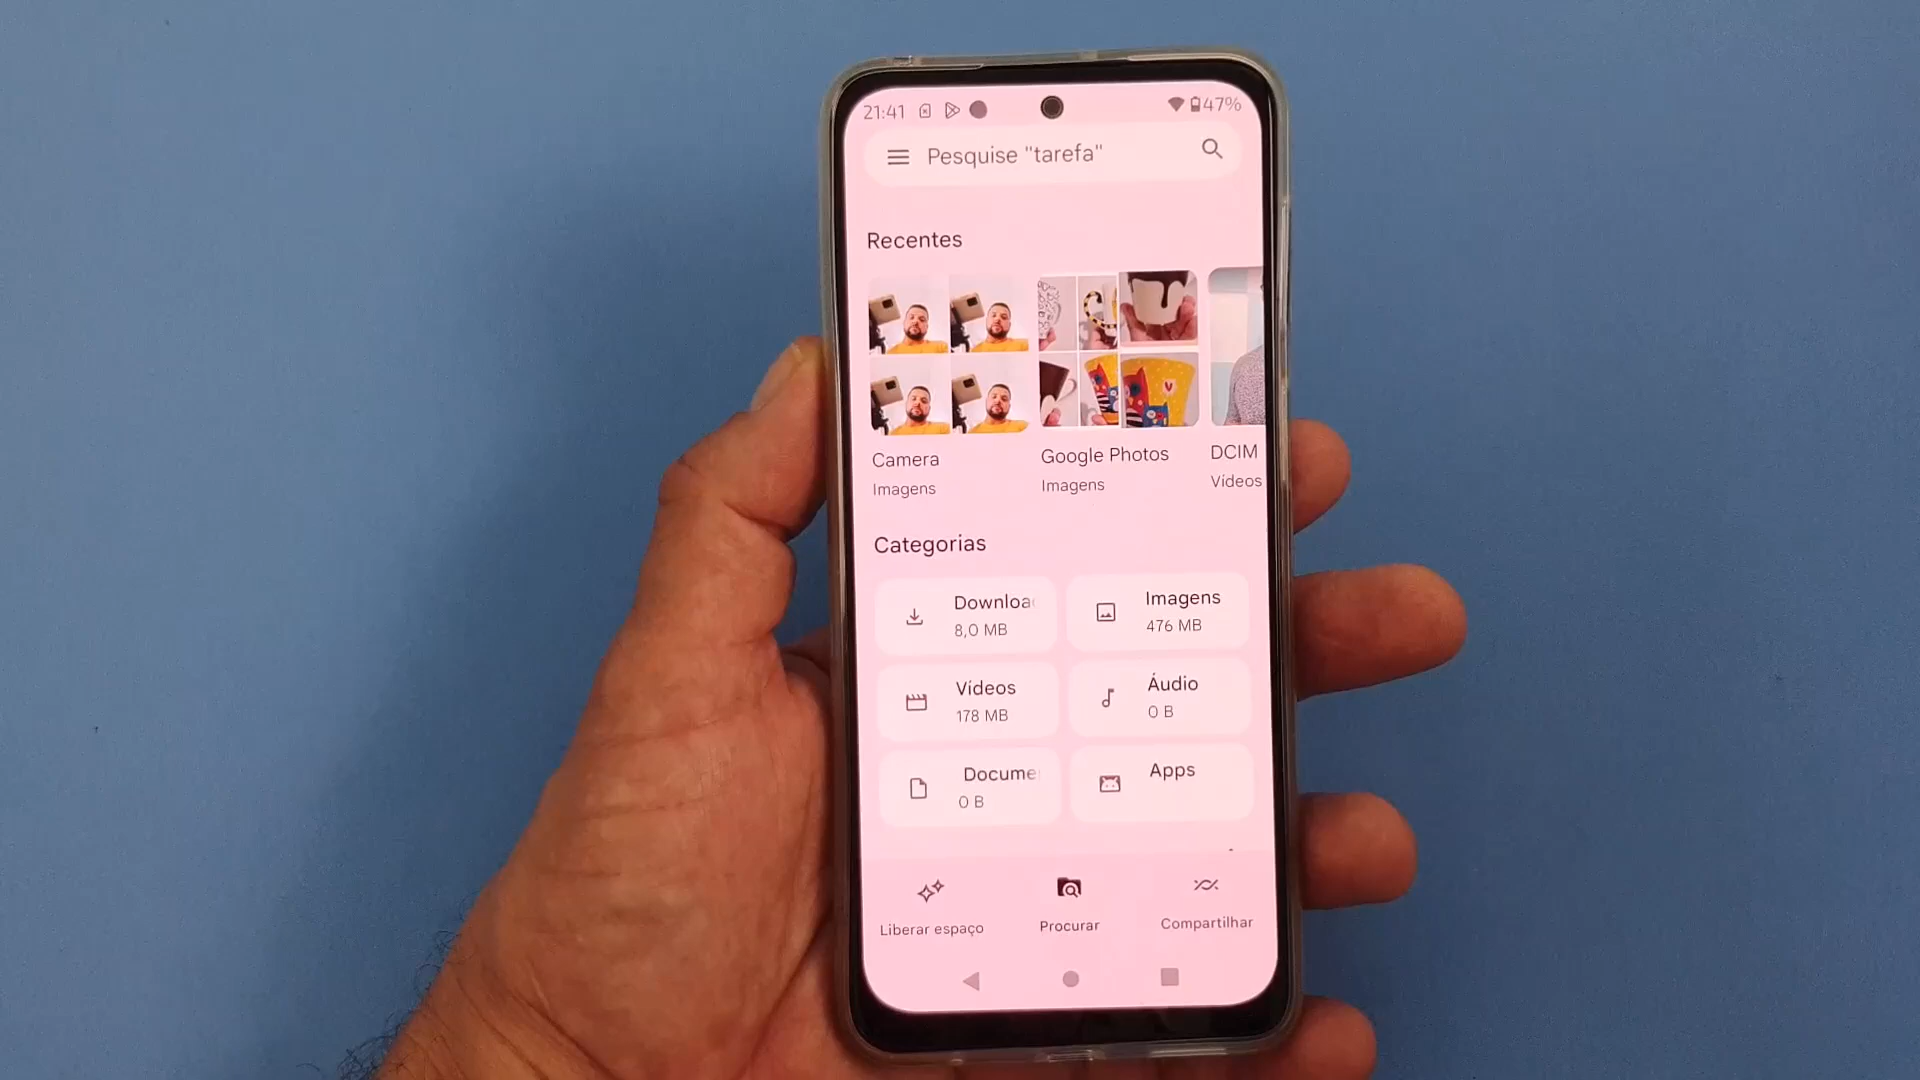 21:41
47%
Pesquise "tarefa"
Recentes
Camera
Imagens
Google Photos
Imagens
DCIM
Vídeos
Categorias
Downloa
8,0 MB
Imagens
476 MB
Vídeos
178 MB
Áudio
0 B
Docume
0 B
Apps
Liberar espaço
Procurar
Compartilhar